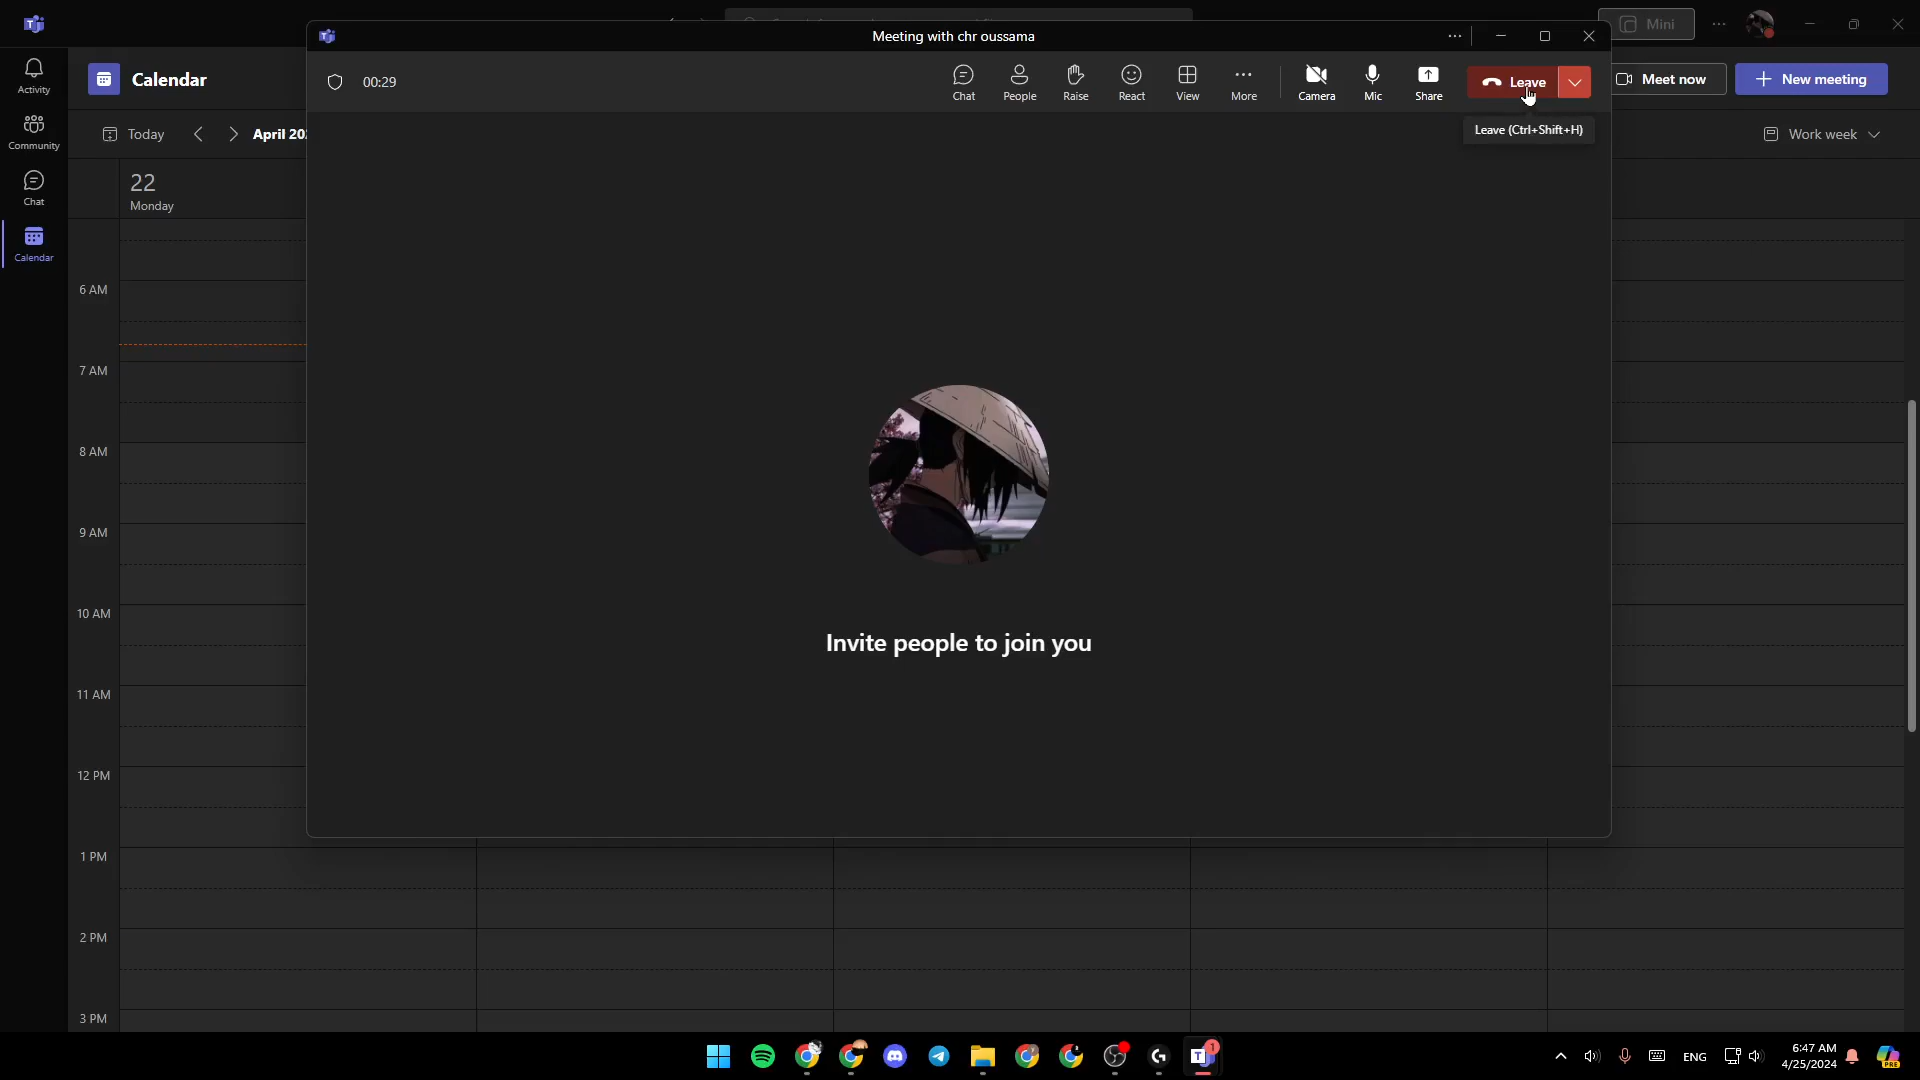 Mini
Meeting with chr oussama
Activity
Community
Chat
Calendar
Calendar
Meet now
New meeting
00:29
Chat
People
Raise
React
View
More
Camera
Mic
Share
Leave
Leave (Ctrl+Shift+H)
Today
April 20
Work week
22
Monday
6 AM
7 AM
8 AM
9 AM
10 AM
11 AM
12 PM
1 PM
2 PM
3 PM
Invite people to join you
1
ENG
6:47 AM
4/25/2024
PRE